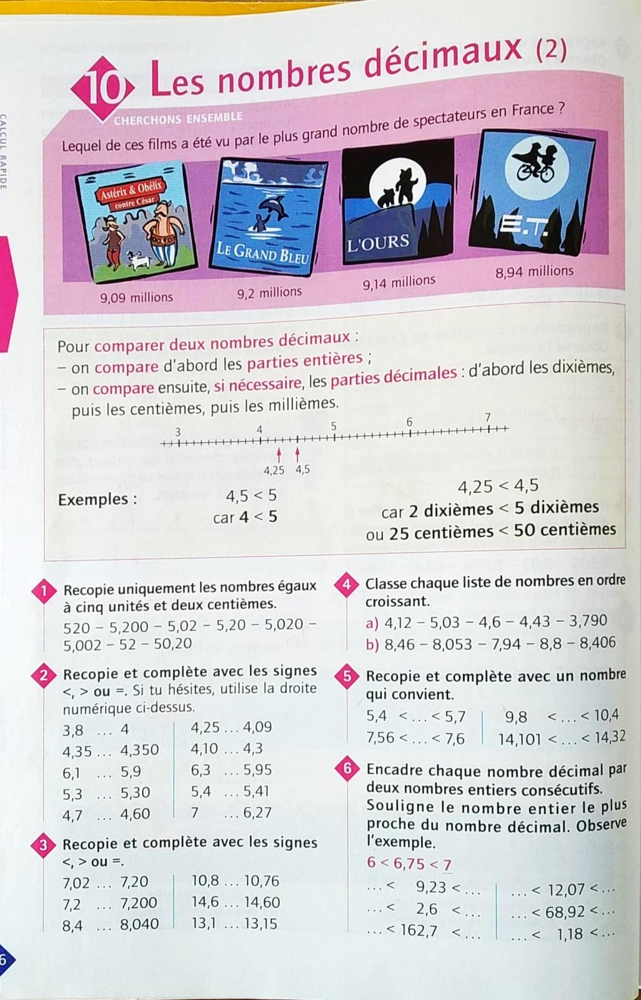 CALCUL RAPIDE
10 Les nombres décimaux (2)
CHERCHONS ENSEMBLE
Lequel de ces films a été vu par le plus grand nombre de spectateurs en France ?
Astérix & Obélix
contre César
LE GRAND BLEU
L'OURS
E.T.
9,09 millions
9,2 millions
9,14 millions
8,94 millions
Pour comparer deux nombres décimaux :
– on compare d'abord les parties entières ;
– on compare ensuite, si nécessaire, les parties décimales : d'abord les dixièmes,
puis les centièmes, puis les millièmes.
3 4 5 6 7
4,25 4,5
Exemples :
4,5 < 5
car 4 < 5
4,25 < 4,5
car 2 dixièmes < 5 dixièmes
ou 25 centièmes < 50 centièmes
1 Recopie uniquement les nombres égaux
à cinq unités et deux centièmes.
520 – 5,200 – 5,02 – 5,20 – 5,020 –
5,002 – 52 – 50,20
2 Recopie et complète avec les signes
<, > ou =. Si tu hésites, utilise la droite
numérique ci-dessus.
3,8 ... 4
4,35 ... 4,350
6,1 ... 5,9
5,3 ... 5,30
4,7 ... 4,60
4,25 ... 4,09
4,10 ... 4,3
6,3 ... 5,95
5,4 ... 5,41
7 ... 6,27
3 Recopie et complète avec les signes
<, > ou =.
7,02 ... 7,20
7,2 ... 7,200
8,4 ... 8,040
10,8 ... 10,76
14,6 ... 14,60
13,1 ... 13,15
4 Classe chaque liste de nombres en ordre
croissant.
a) 4,12 – 5,03 – 4,6 – 4,43 – 3,790
b) 8,46 – 8,053 – 7,94 – 8,8 – 8,406
5 Recopie et complète avec un nombre
qui convient.
5,4 < ... < 5,7
7,56 < ... < 7,6
9,8 < ... < 10,4
14,101 < ... < 14,32
6 Encadre chaque nombre décimal par
deux nombres entiers consécutifs.
Souligne le nombre entier le plus
proche du nombre décimal. Observe
l'exemple.
6 < 6,75 < 7
... < 9,23 < ...
... < 2,6 < ...
... < 162,7 < ...
... < 12,07 < ...
... < 68,92 < ...
... < 1,18 < ...
6